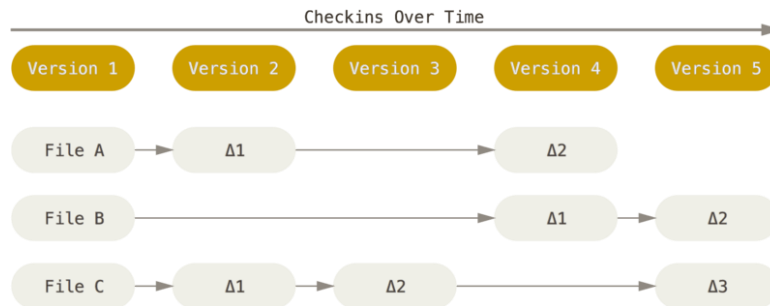 Checkins Over Time
Version 1 Version 2 Version 3 Version 4 Version 5
File A Δ1 Δ2
File B Δ1 Δ2
File C Δ1 Δ2 Δ3